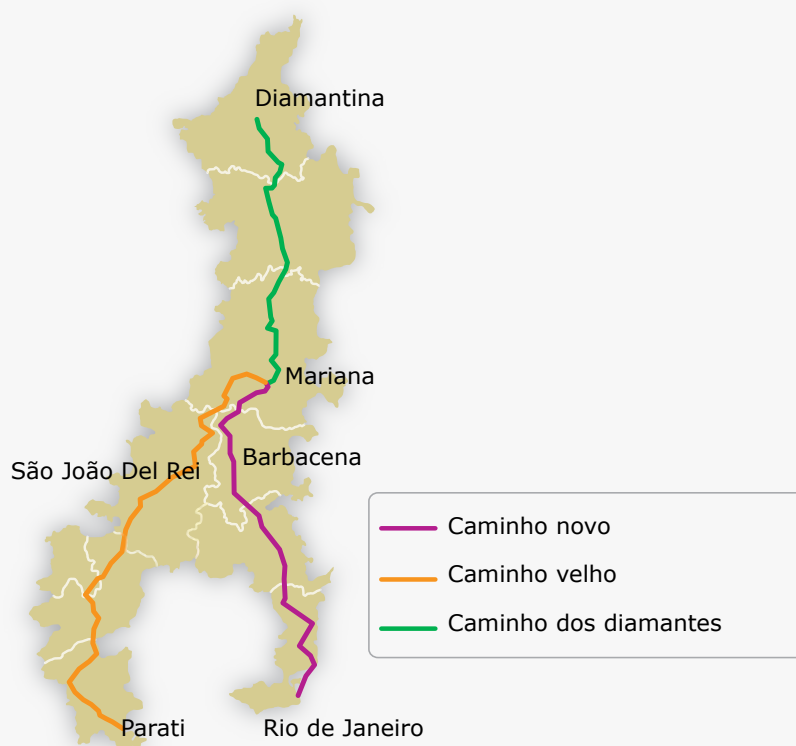 Diamantina
Mariana
Barbacena
São João Del Rei
Caminho novo
Caminho velho
Caminho dos diamantes
Parati
Rio de Janeiro